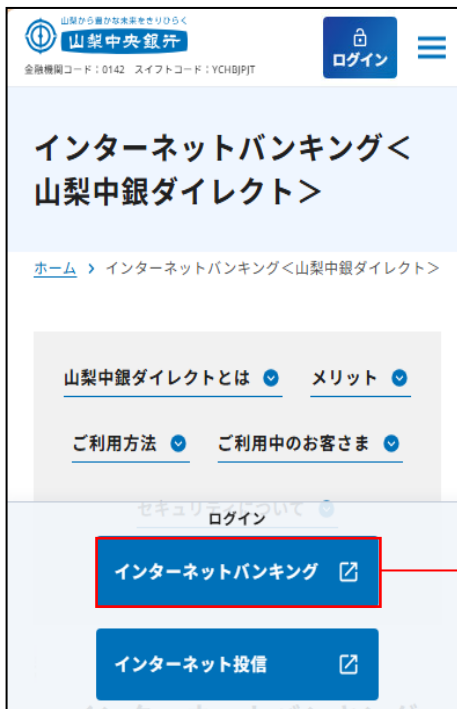 山梨から豊かな未来をきりひらく
山梨中央銀行
金融機関コード：0142 スイフトコード：YCHBJPJT
ログイン
インターネットバンキング＜
山梨中銀ダイレクト＞
ホーム > インターネットバンキング＜山梨中銀ダイレクト＞
山梨中銀ダイレクトとは メリット
ご利用方法 ご利用中のお客さま
セキュリティについて
ログイン
インターネットバンキング
インターネット投信